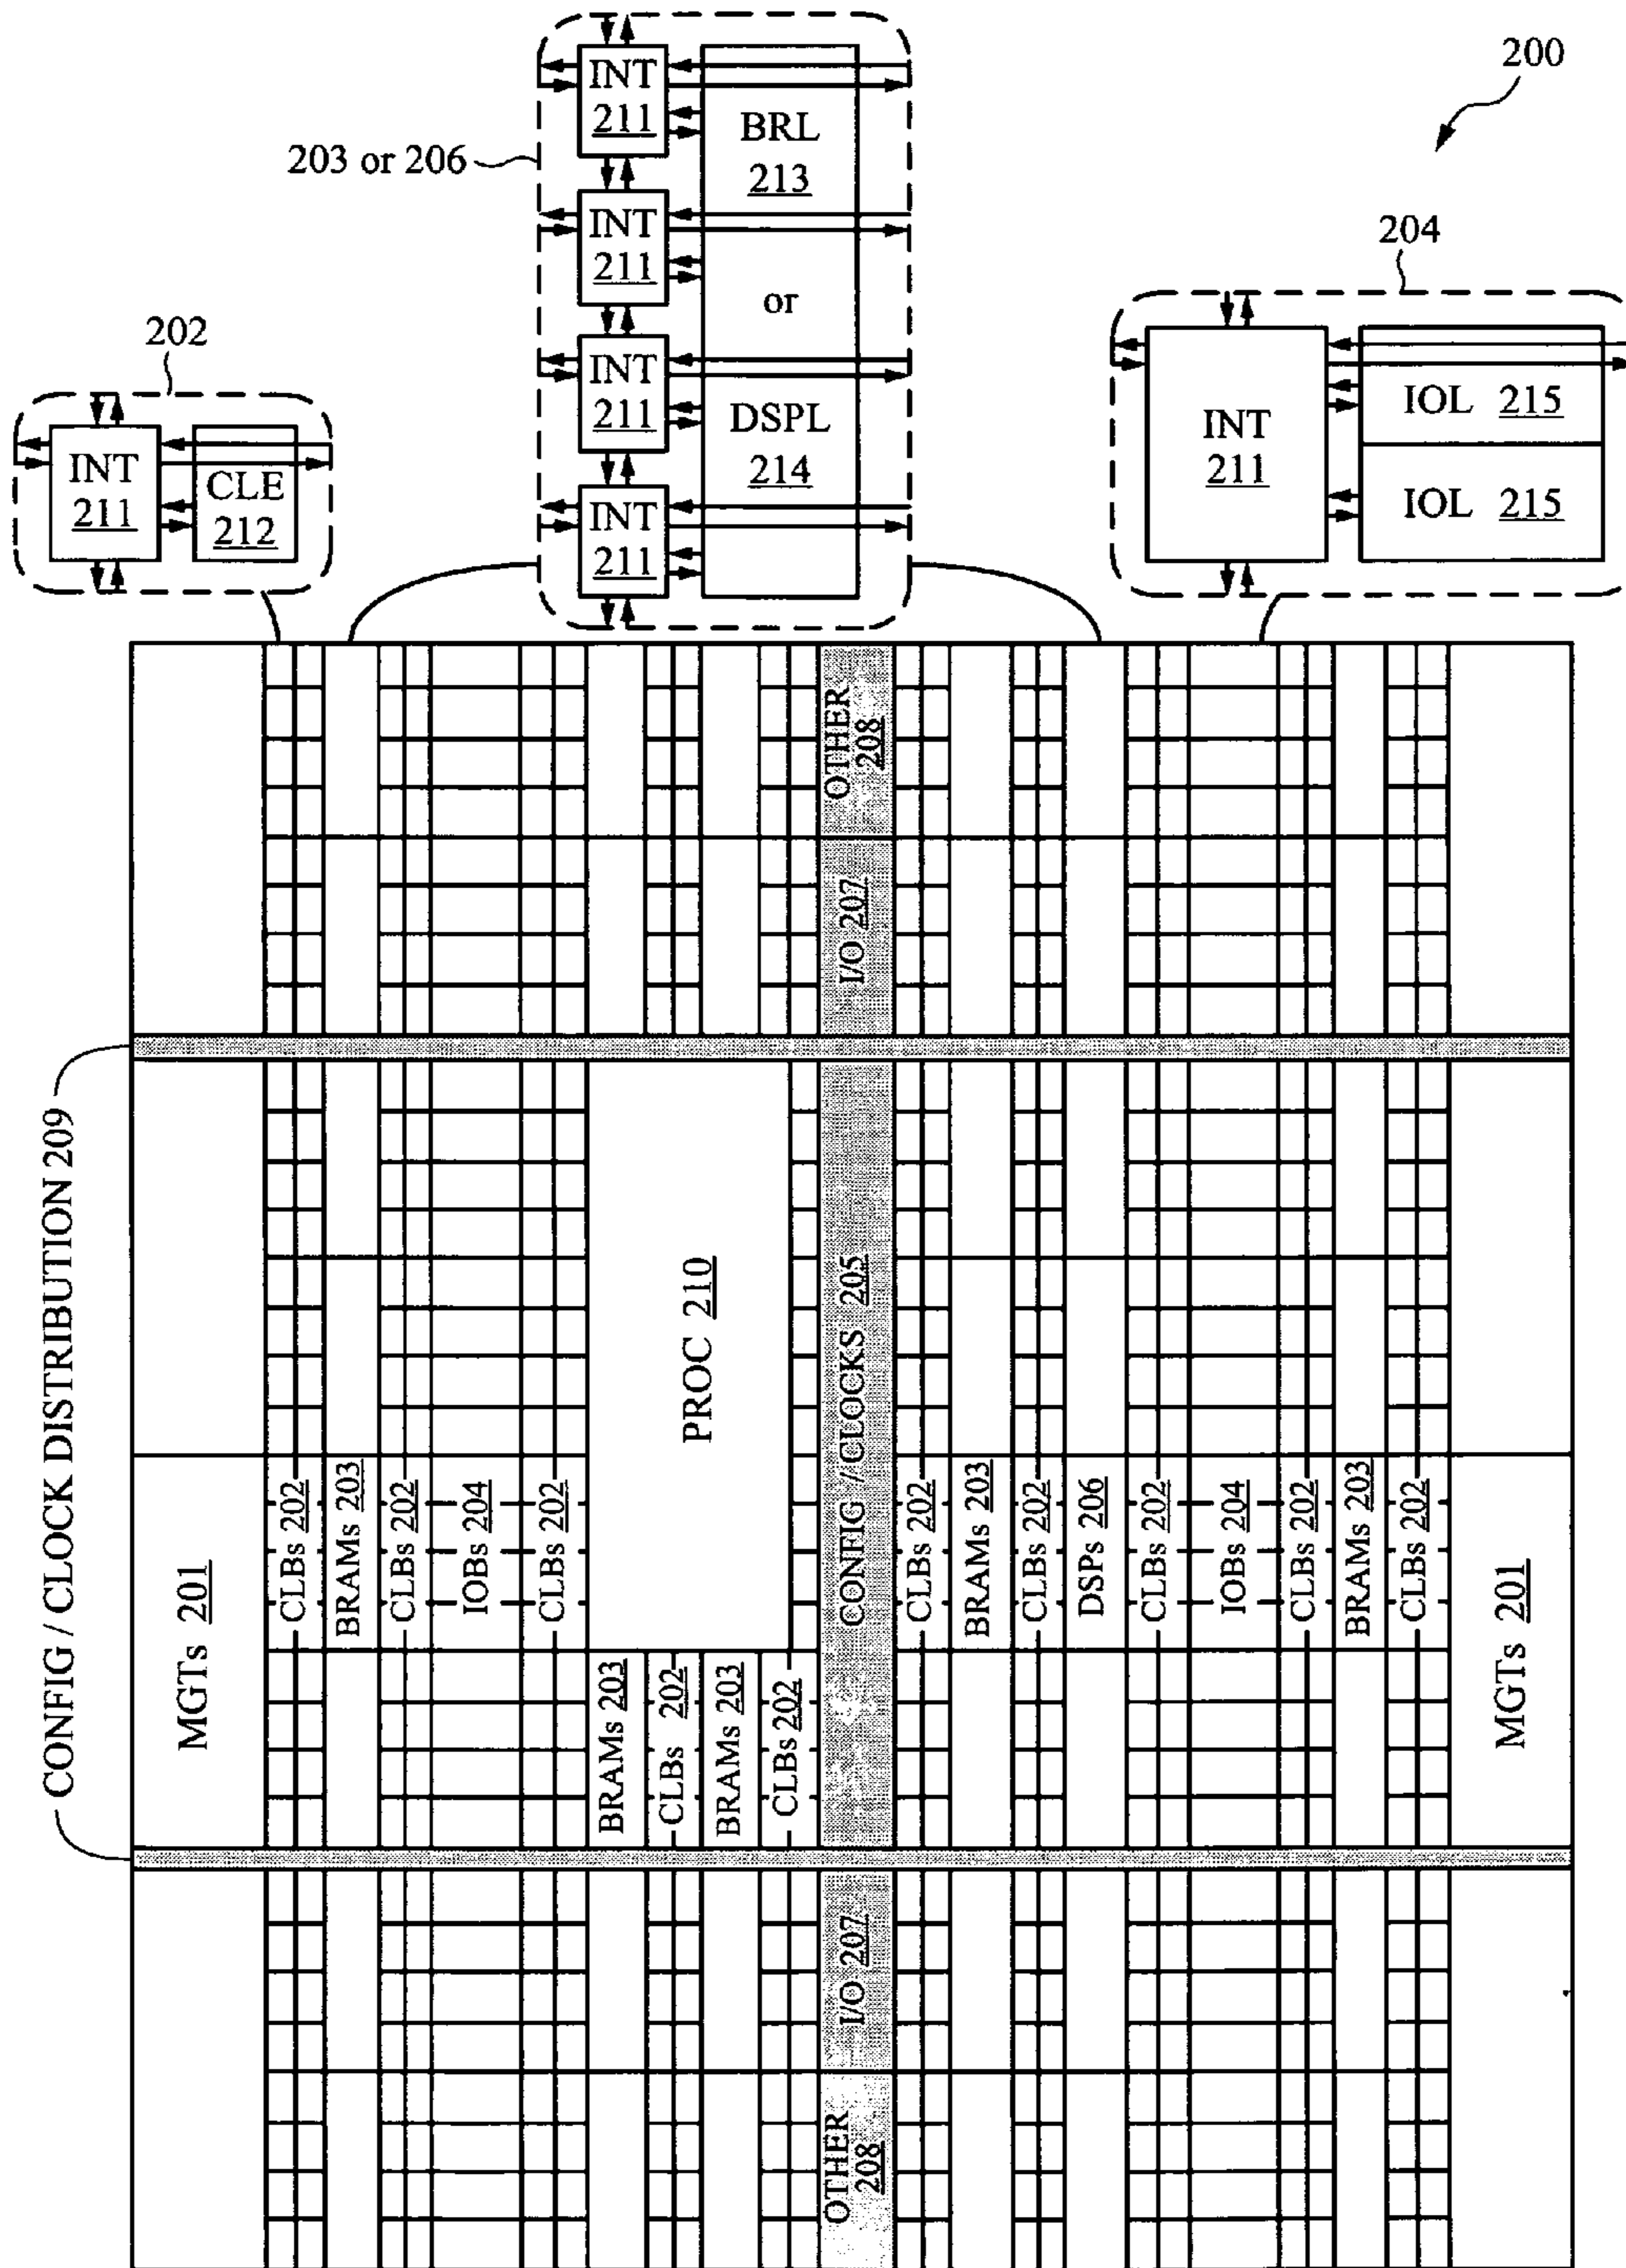 200
203 or 206
INT
211
INT
211
INT
211
INT
211
BRL
213
or
DSPL
214
202
INT
211
CLE
212
204
INT
211
IOL 215
IOL 215
CONFIG / CLOCK DISTRIBUTION 209
OTHER
208
I/O 207
PROC 210
CONFIG / CLOCKS 205
MGTs 201
CLBs 202
BRAMs 203
CLBs 202
IOBs 204
CLBs 202
BRAMs 203
CLBs 202
BRAMs 203
CLBs 202
CLBs 202
BRAMs 203
CLBs 202
DSPs 206
CLBs 202
IOBs 204
CLBs 202
BRAMs 203
CLBs 202
MGTs 201
I/O 207
OTHER
208